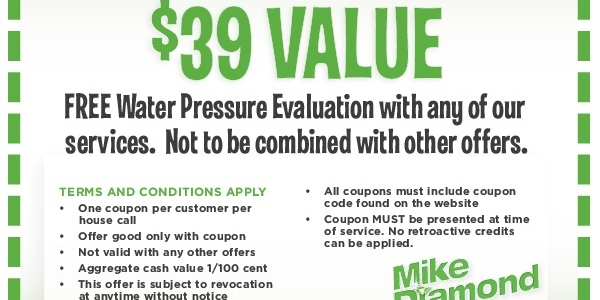 $39 VALUE
FREE Water Pressure Evaluation with any of our
services. Not to be combined with other offers.
TERMS AND CONDITIONS APPLY
• One coupon per customer per
house call
• Offer good only with coupon
• Not valid with any other offers
• Aggregate cash value 1/100 cent
• This offer is subject to revocation
at anytime without notice
• All coupons must include coupon
code found on the website
• Coupon MUST be presented at time
of service. No retroactive credits
can be applied.
Mike
Diamond